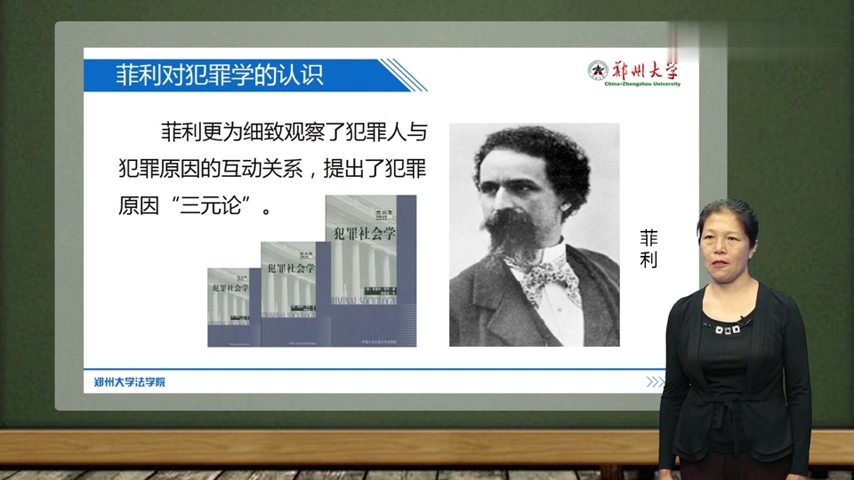 菲利对犯罪学的认识
郑州大学
China·Zhengzhou University
菲利更为细致观察了犯罪人与
犯罪原因的互动关系，提出了犯罪
原因“三元论”。
犯罪社会学
犯罪社会学
犯罪社会学
CRIMINAL SOCIOLOGY
菲
利
郑州大学法学院